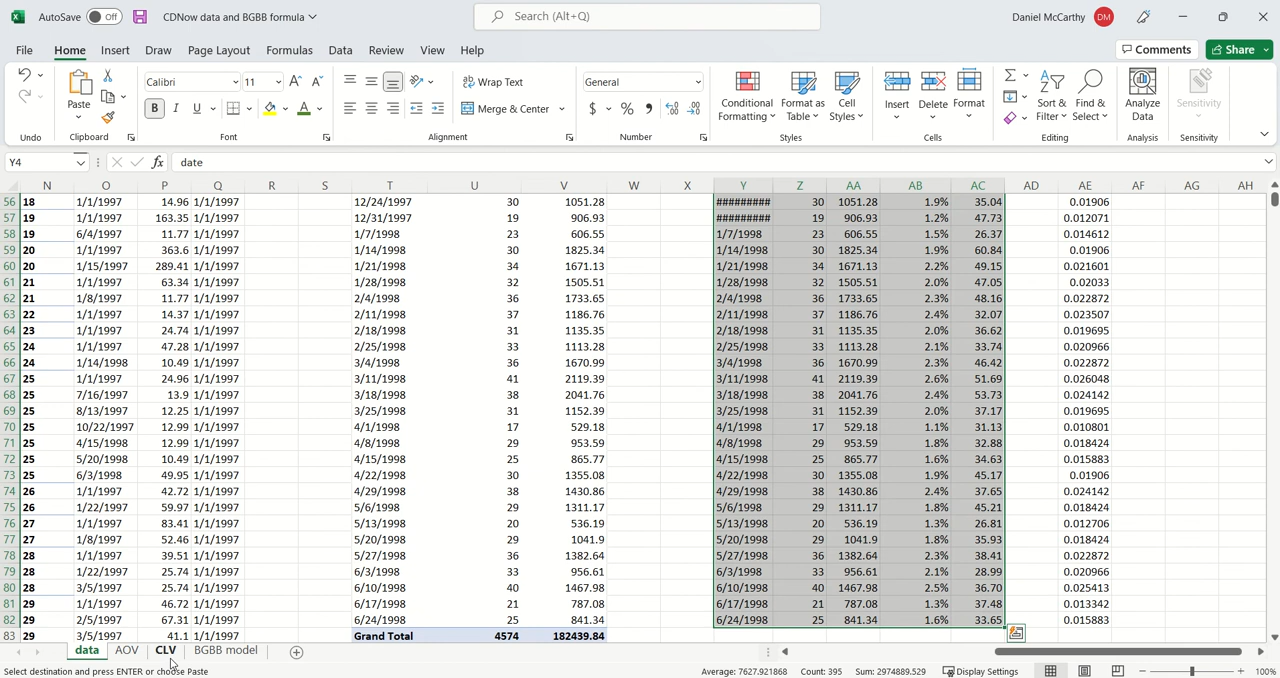 AutoSave Off CDNow data and BGBB formula Search (Alt+Q) Daniel McCarthy DM
File Home Insert Draw Page Layout Formulas Data Review View Help Comments Share
Calibri 11 Wrap Text General
Paste B I U Merge & Center $ % Conditional Formatting Format as Table Cell Styles Insert Delete Format Sort & Filter Find & Select Analyze Data Sensitivity
Undo Clipboard Font Alignment Number Styles Cells Editing Analysis Sensitivity
Y4 fx date
N O P Q R S T U V W X Y Z AA AB AC AD AE AF AG AH
56 18 1/1/1997 14.96 1/1/1997 12/24/1997 30 1051.28 ######### 30 1051.28 1.9% 35.04 0.01906
57 19 1/1/1997 163.35 1/1/1997 12/31/1997 19 906.93 ######### 19 906.93 1.2% 47.73 0.012071
58 19 6/4/1997 11.77 1/1/1997 1/7/1998 23 606.55 1/7/1998 23 606.55 1.5% 26.37 0.014612
59 20 1/1/1997 363.6 1/1/1997 1/14/1998 30 1825.34 1/14/1998 30 1825.34 1.9% 60.84 0.01906
60 20 1/15/1997 289.41 1/1/1997 1/21/1998 34 1671.13 1/21/1998 34 1671.13 2.2% 49.15 0.021601
61 21 1/1/1997 63.34 1/1/1997 1/28/1998 32 1505.51 1/28/1998 32 1505.51 2.0% 47.05 0.02033
62 21 1/8/1997 11.77 1/1/1997 2/4/1998 36 1733.65 2/4/1998 36 1733.65 2.3% 48.16 0.022872
63 22 1/1/1997 14.37 1/1/1997 2/11/1998 37 1186.76 2/11/1998 37 1186.76 2.4% 32.07 0.023507
64 23 1/1/1997 24.74 1/1/1997 2/18/1998 31 1135.35 2/18/1998 31 1135.35 2.0% 36.62 0.019695
65 24 1/1/1997 47.28 1/1/1997 2/25/1998 33 1113.28 2/25/1998 33 1113.28 2.1% 33.74 0.020966
66 24 1/14/1998 10.49 1/1/1997 3/4/1998 36 1670.99 3/4/1998 36 1670.99 2.3% 46.42 0.022872
67 25 1/1/1997 24.96 1/1/1997 3/11/1998 41 2119.39 3/11/1998 41 2119.39 2.6% 51.69 0.026048
68 25 7/16/1997 13.9 1/1/1997 3/18/1998 38 2041.76 3/18/1998 38 2041.76 2.4% 53.73 0.024142
69 25 8/13/1997 12.25 1/1/1997 3/25/1998 31 1152.39 3/25/1998 31 1152.39 2.0% 37.17 0.019695
70 25 10/22/1997 12.99 1/1/1997 4/1/1998 17 529.18 4/1/1998 17 529.18 1.1% 31.13 0.010801
71 25 4/15/1998 12.99 1/1/1997 4/8/1998 29 953.59 4/8/1998 29 953.59 1.8% 32.88 0.018424
72 25 5/20/1998 10.49 1/1/1997 4/15/1998 25 865.77 4/15/1998 25 865.77 1.6% 34.63 0.015883
73 25 6/3/1998 49.95 1/1/1997 4/22/1998 30 1355.08 4/22/1998 30 1355.08 1.9% 45.17 0.01906
74 26 1/1/1997 42.72 1/1/1997 4/29/1998 38 1430.86 4/29/1998 38 1430.86 2.4% 37.65 0.024142
75 26 1/22/1997 59.97 1/1/1997 5/6/1998 29 1311.17 5/6/1998 29 1311.17 1.8% 45.21 0.018424
76 27 1/1/1997 83.41 1/1/1997 5/13/1998 20 536.19 5/13/1998 20 536.19 1.3% 26.81 0.012706
77 27 1/8/1997 52.46 1/1/1997 5/20/1998 29 1041.9 5/20/1998 29 1041.9 1.8% 35.93 0.018424
78 28 1/1/1997 39.51 1/1/1997 5/27/1998 36 1382.64 5/27/1998 36 1382.64 2.3% 38.41 0.022872
79 28 1/22/1997 25.74 1/1/1997 6/3/1998 33 956.61 6/3/1998 33 956.61 2.1% 28.99 0.020966
80 28 3/5/1997 25.74 1/1/1997 6/10/1998 40 1467.98 6/10/1998 40 1467.98 2.5% 36.70 0.025413
81 29 1/1/1997 46.72 1/1/1997 6/17/1998 21 787.08 6/17/1998 21 787.08 1.3% 37.48 0.013342
82 29 2/5/1997 67.31 1/1/1997 6/24/1998 25 841.34 6/24/1998 25 841.34 1.6% 33.65 0.015883
83 29 3/5/1997 41.1 1/1/1997 Grand Total 4574 182439.84
data AOV CLV BGBB model
Select destination and press ENTER or choose Paste Average: 7627.921868 Count: 395 Sum: 2974889.529 Display Settings 100%